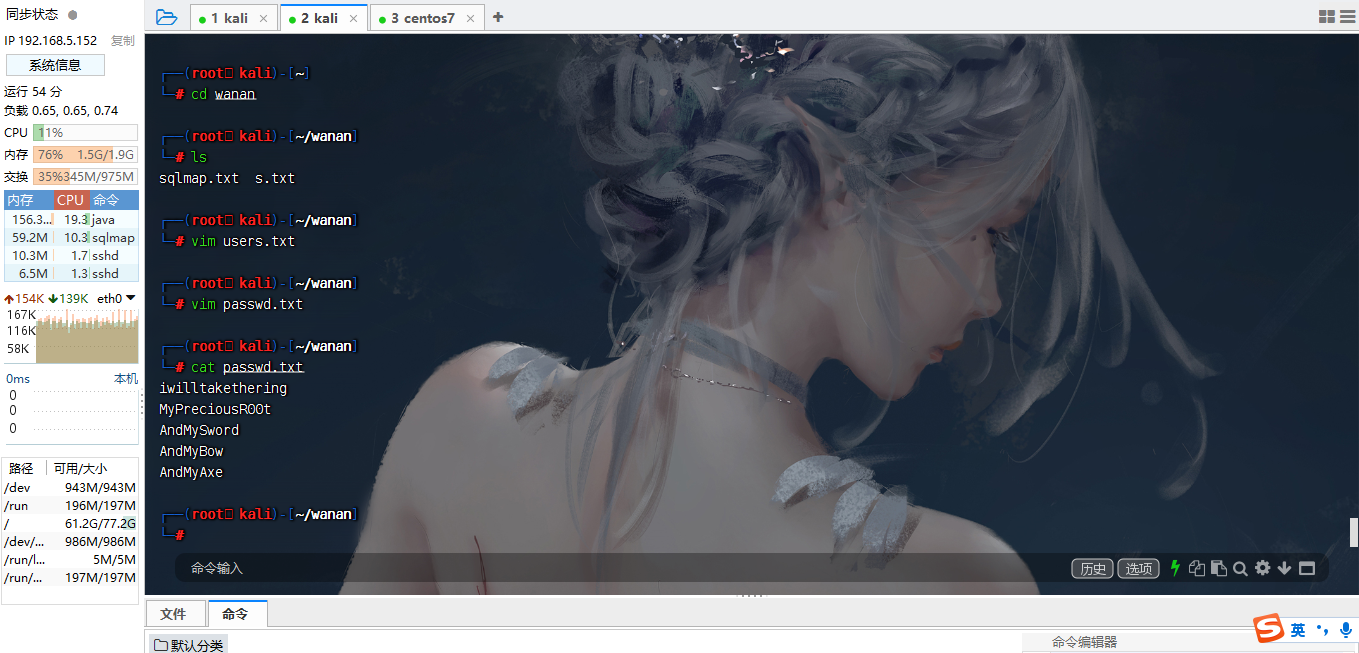 同步状态
IP 192.168.5.152 复制
系统信息
运行 54 分
负载 0.65, 0.65, 0.74
CPU 11%
内存 76% 1.5G/1.9G
交换 35% 345M/975M
内存 CPU 命令
156.3... 19.3 java
59.2M 10.3 sqlmap
10.3M 1.7 sshd
6.5M 1.3 sshd
154K 139K eth0
167K
116K
58K
0ms 本机
0
0
0
路径 可用/大小
/dev 943M/943M
/run 196M/197M
/ 61.2G/77.2G
/dev/... 986M/986M
/run/l... 5M/5M
/run/... 197M/197M
1 kali × 2 kali × 3 centos7 × +
┌──(root㉿ kali)-[~]
└─# cd wanan
┌──(root kali)-[~/wanan]
└─# ls
sqlmap.txt  s.txt
┌──(root kali)-[~/wanan]
└─# vim users.txt
┌──(root kali)-[~/wanan]
└─# vim passwd.txt
┌──(root kali)-[~/wanan]
└─# cat passwd.txt
iwilltakethering
MyPreciousR00t
AndMySword
AndMyBow
AndMyAxe
┌──(root kali)-[~/wanan]
└─#
命令输入 历史 选项
文件 命令
默认分类
命令编辑器
英